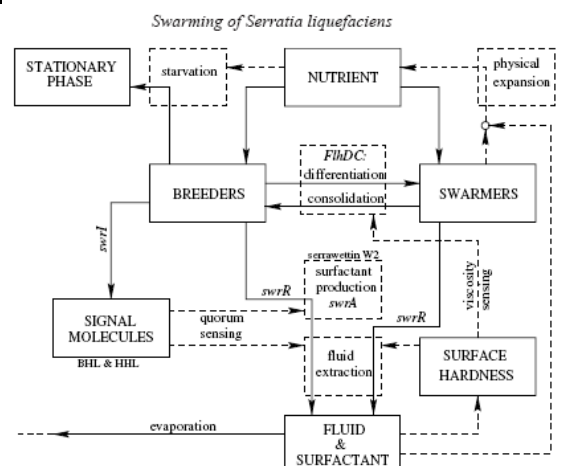 Swarming of Serratia liquefaciens
STATIONARY
PHASE
starvation
NUTRIENT
physical
expansion
FlhDC:
differentiation
consolidation
BREEDERS
SWARMERS
swrI
serrawettin W2
surfactant
production
swrA
swrR
swrR
viscosity
sensing
SIGNAL
MOLECULES
BHL & HHL
quorum
sensing
fluid
extraction
SURFACE
HARDNESS
evaporation
FLUID
&
SURFACTANT